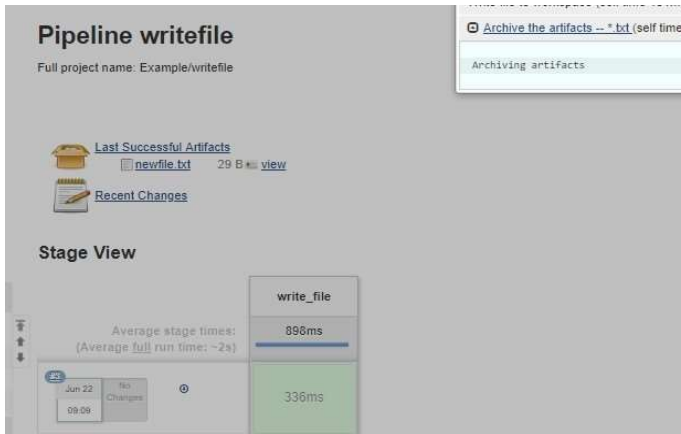 Pipeline writefile
Full project name: Example/writefile
Archive the artifacts -- *.txt (self time
Archiving artifacts
Last Successful Artifacts
newfile.txt 29 B view
Recent Changes
Stage View
write_file
Average stage times:
(Average full run time: ~2s)
898ms
Jun 22
09:09
No
Changes
336ms